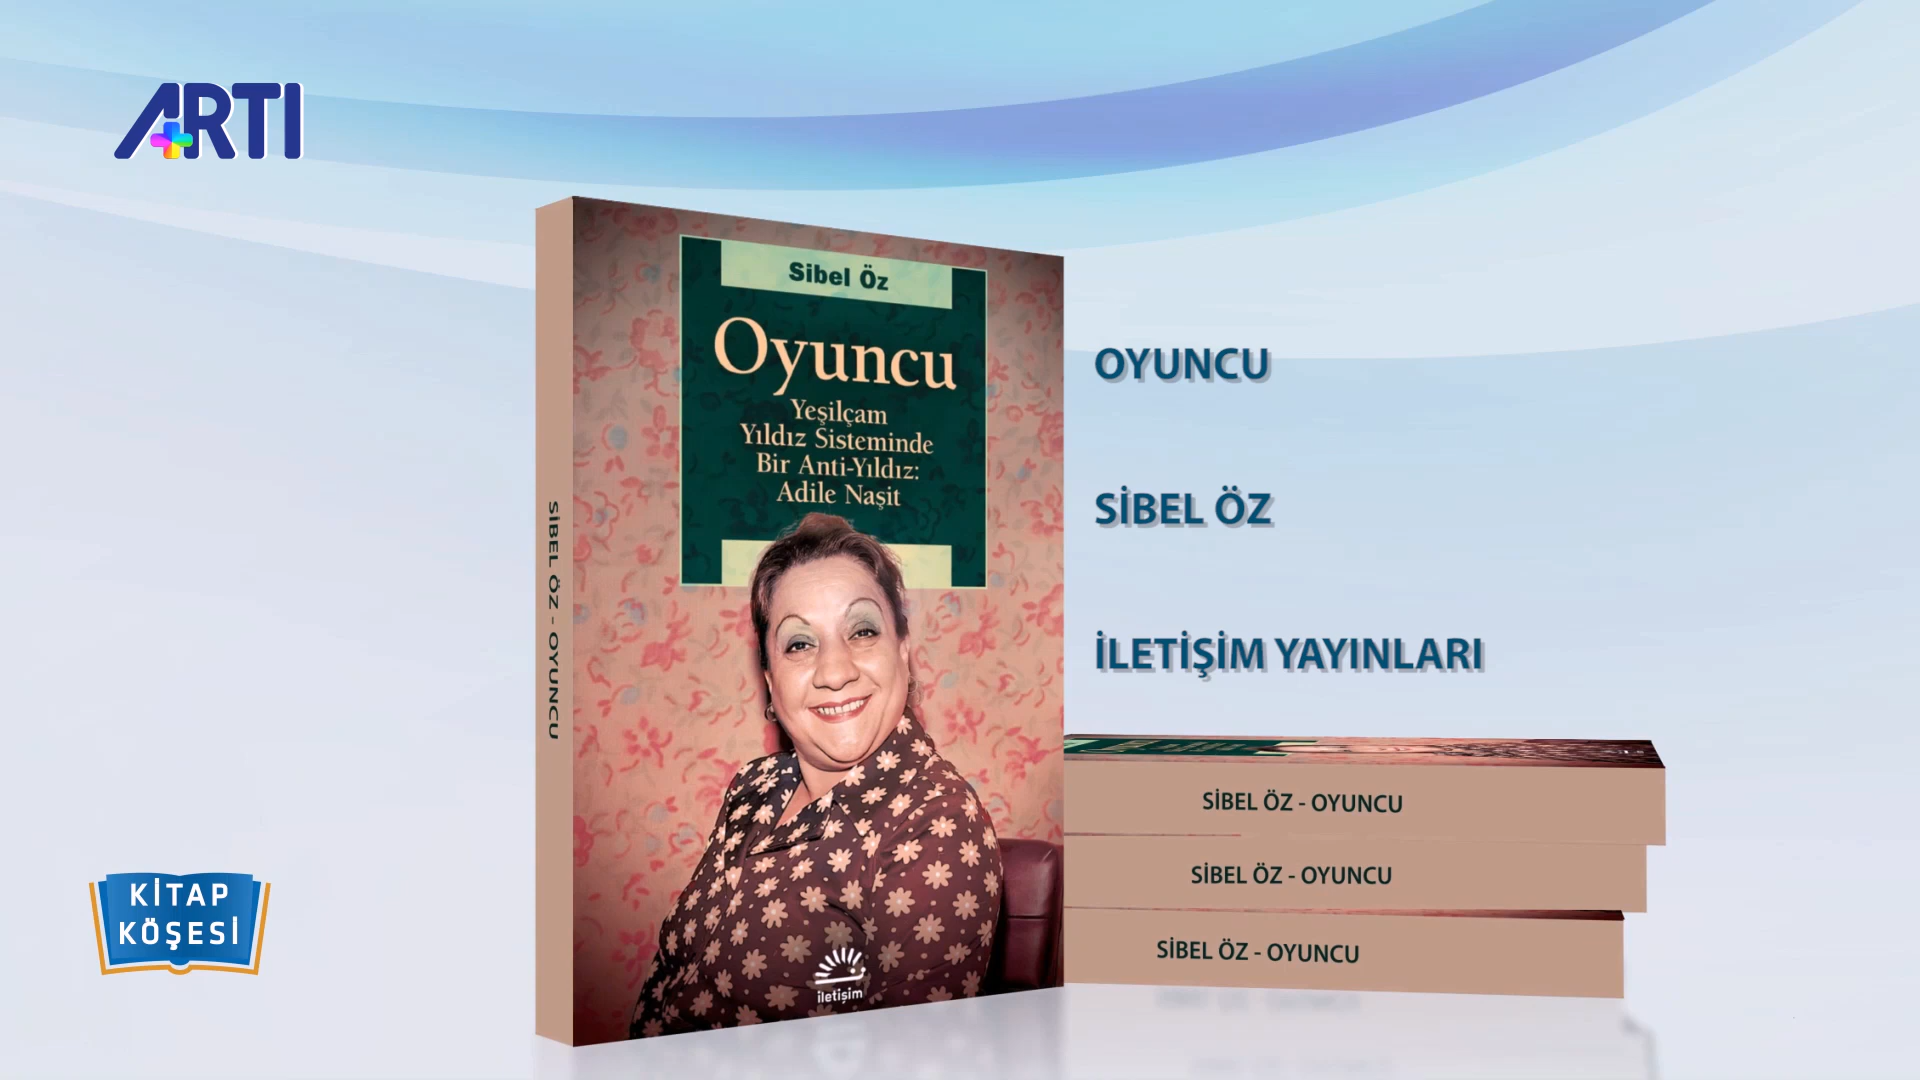 ARTI
Sibel Öz
Oyuncu
Yeşilçam
Yıldız Sisteminde
Bir Anti-Yıldız:
Adile Naşit
iletişim
SİBEL ÖZ - OYUNCU
OYUNCU
SİBEL ÖZ
İLETİŞİM YAYINLARI
SİBEL ÖZ - OYUNCU
SİBEL ÖZ - OYUNCU
SİBEL ÖZ - OYUNCU
KİTAP
KÖŞESİ